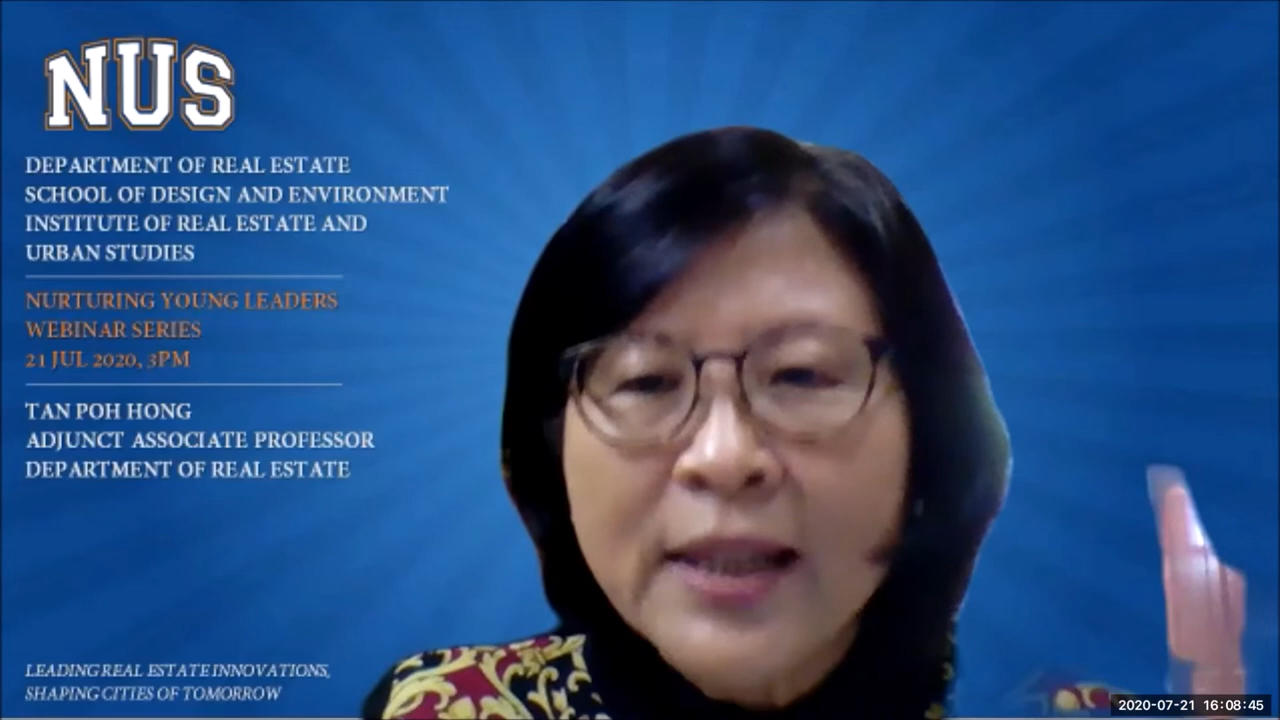 NUS
DEPARTMENT OF REAL ESTATE
SCHOOL OF DESIGN AND ENVIRONMENT
INSTITUTE OF REAL ESTATE AND
URBAN STUDIES
NURTURING YOUNG LEADERS
WEBINAR SERIES
21 JUL 2020, 3PM
TAN POH HONG
ADJUNCT ASSOCIATE PROFESSOR
DEPARTMENT OF REAL ESTATE
LEADING REAL ESTATE INNOVATIONS,
SHAPING CITIES OF TOMORROW
2020-07-21 16:08:45